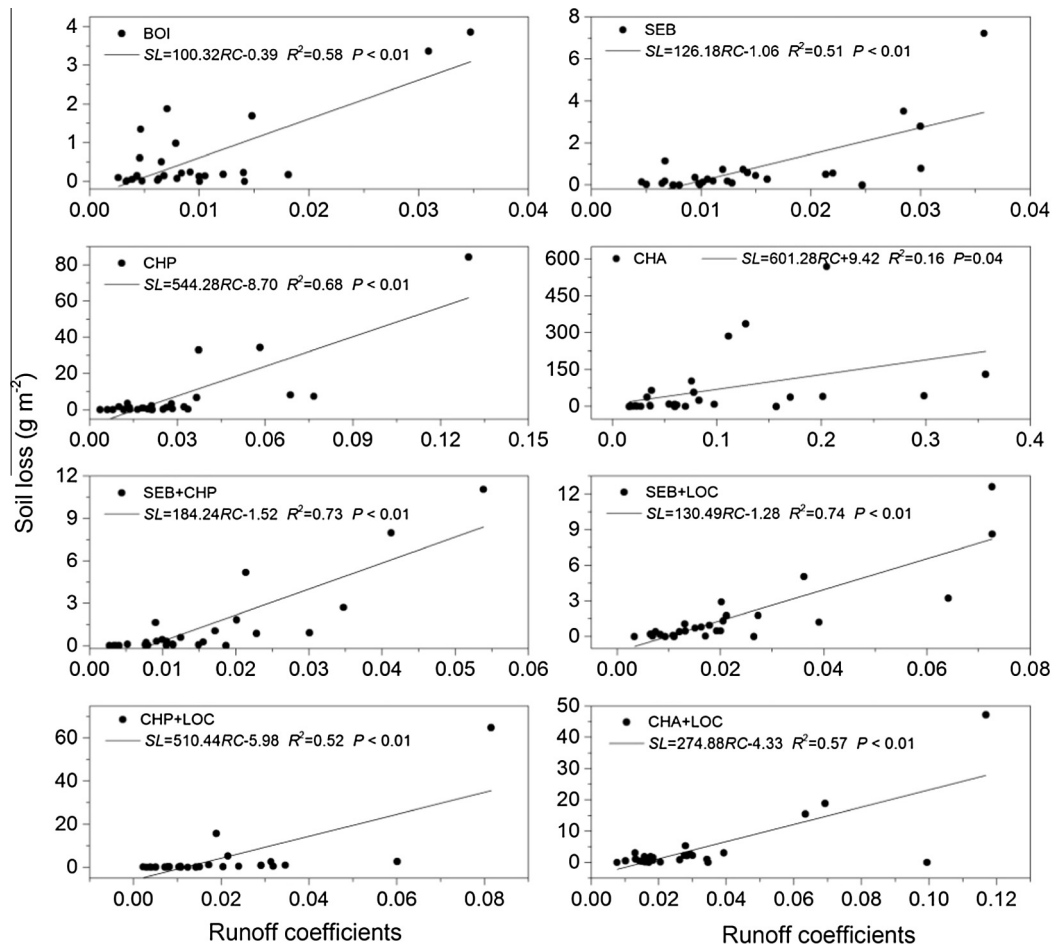 Soil loss (g m⁻²)
BOI
SL=100.32RC-0.39 R²=0.58 P < 0.01
4
3
2
1
0
0.00 0.01 0.02 0.03 0.04
SEB
SL=126.18RC-1.06 R²=0.51 P < 0.01
8
6
4
2
0
0.00 0.01 0.02 0.03 0.04
CHP
SL=544.28RC-8.70 R²=0.68 P < 0.01
80
60
40
20
0
0.00 0.03 0.06 0.09 0.12 0.15
CHA SL=601.28RC+9.42 R²=0.16 P=0.04
600
450
300
150
0
0.0 0.1 0.2 0.3 0.4
SEB+CHP
SL=184.24RC-1.52 R²=0.73 P < 0.01
12
9
6
3
0
0.00 0.01 0.02 0.03 0.04 0.05 0.06
SEB+LOC
SL=130.49RC-1.28 R²=0.74 P < 0.01
12
9
6
3
0
0.00 0.02 0.04 0.06 0.08
CHP+LOC
SL=510.44RC-5.98 R²=0.52 P < 0.01
60
40
20
0
0.00 0.02 0.04 0.06 0.08
Runoff coefficients
CHA+LOC
SL=274.88RC-4.33 R²=0.57 P < 0.01
50
40
30
20
10
0
0.00 0.02 0.04 0.06 0.08 0.10 0.12
Runoff coefficients